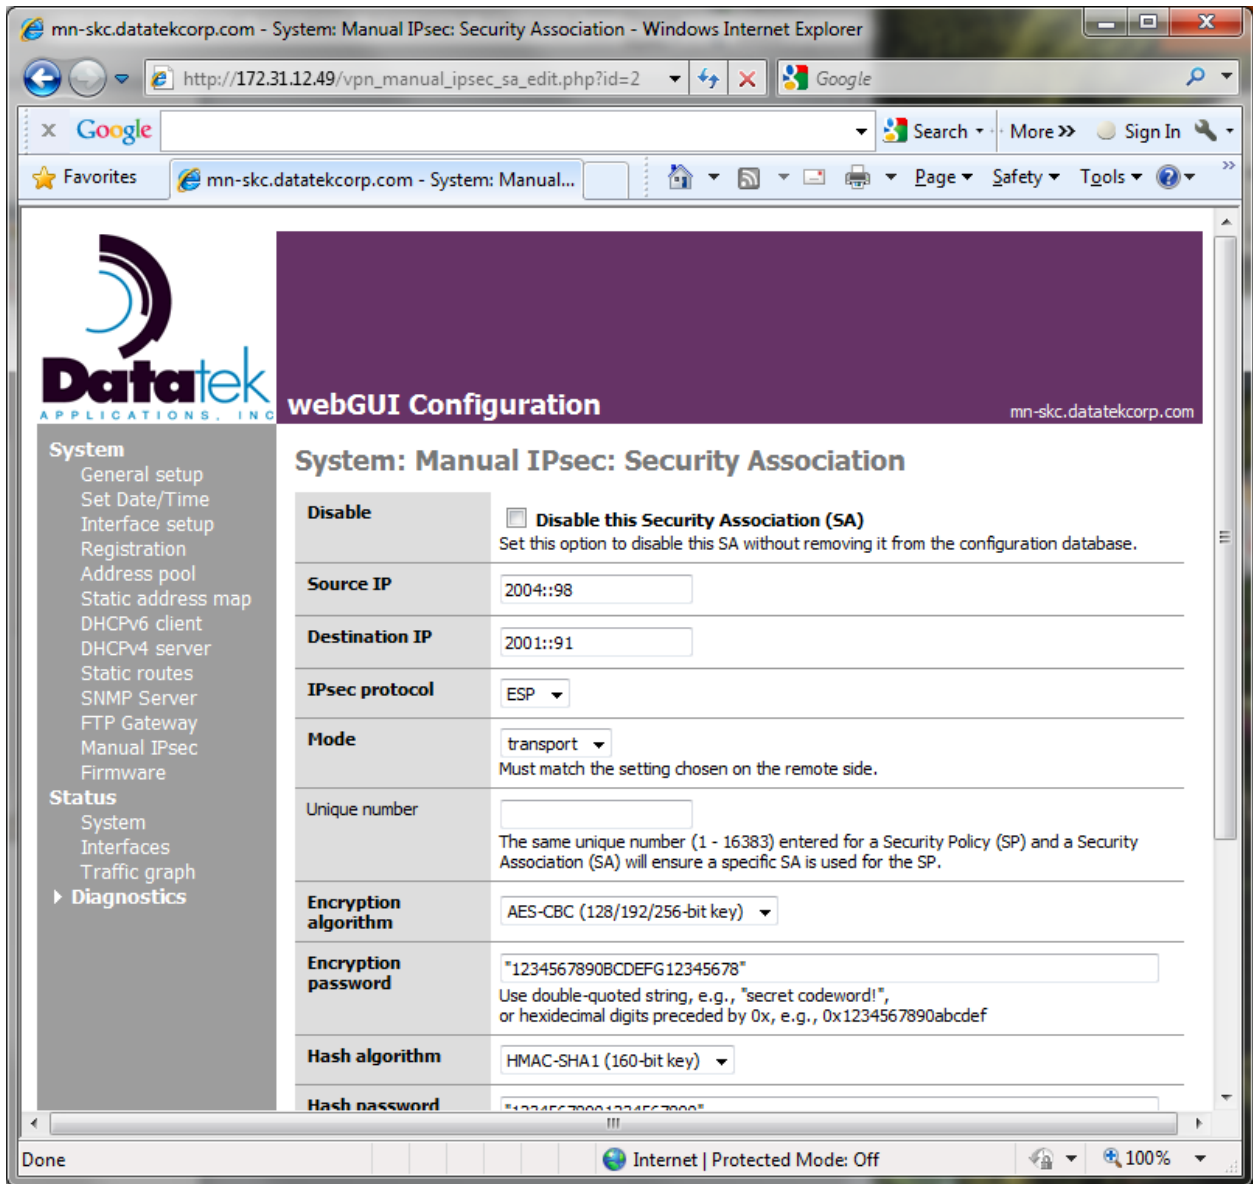 mn-skc.datatekcorp.com - System: Manual IPsec: Security Association - Windows Internet Explorer
http://172.31.12.49/vpn_manual_ipsec_sa_edit.php?id=2
Google
x Google Search More >> Sign In
Favorites mn-skc.datatekcorp.com - System: Manual... Page Safety Tools >>
Datatek
APPLICATIONS, INC
webGUI Configuration mn-skc.datatekcorp.com
System
General setup
Set Date/Time
Interface setup
Registration
Address pool
Static address map
DHCPv6 client
DHCPv4 server
Static routes
SNMP Server
FTP Gateway
Manual IPsec
Firmware
Status
System
Interfaces
Traffic graph
Diagnostics
System: Manual IPsec: Security Association
Disable Disable this Security Association (SA)
Set this option to disable this SA without removing it from the configuration database.
Source IP 2004::98
Destination IP 2001::91
IPsec protocol ESP
Mode transport
Must match the setting chosen on the remote side.
Unique number
The same unique number (1 - 16383) entered for a Security Policy (SP) and a Security
Association (SA) will ensure a specific SA is used for the SP.
Encryption
algorithm AES-CBC (128/192/256-bit key)
Encryption
password "1234567890BCDEFG12345678"
Use double-quoted string, e.g., "secret codeword!",
or hexidecimal digits preceded by 0x, e.g., 0x1234567890abcdef
Hash algorithm HMAC-SHA1 (160-bit key)
Hash password "12345678901234567890"
Done Internet | Protected Mode: Off 100%